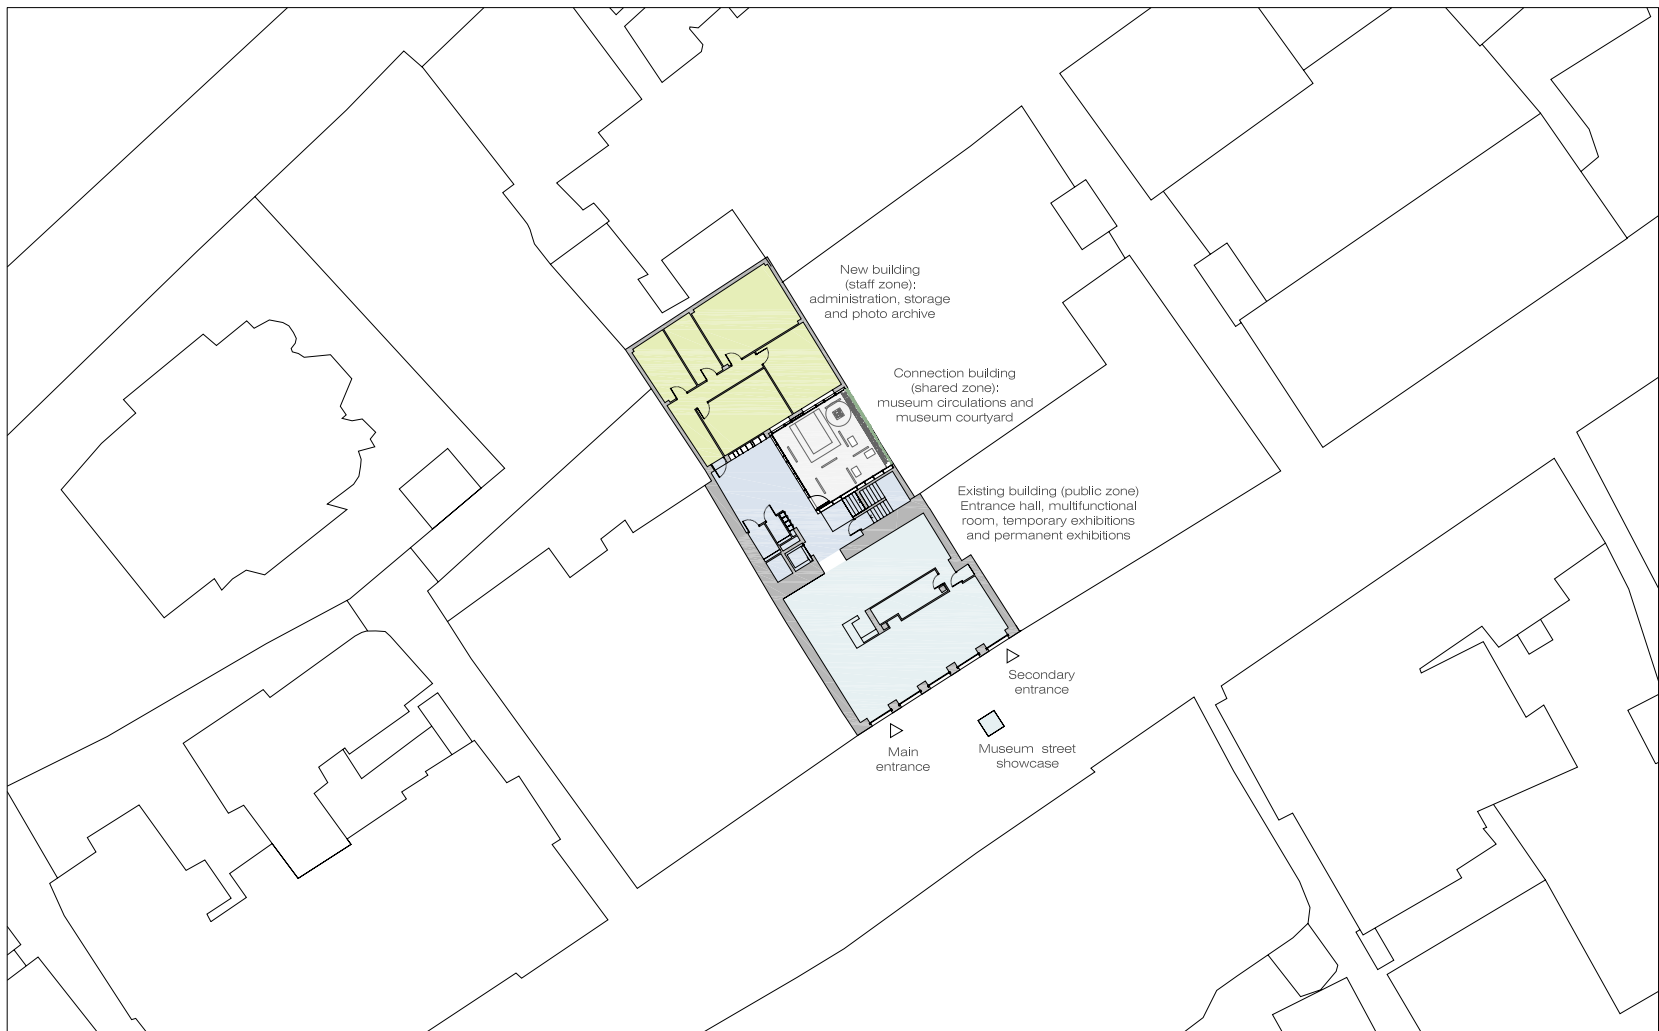 New building
(staff zone):
administration, storage
and photo archive
Connection building
(shared zone):
museum circulations and
museum courtyard
Existing building (public zone)
Entrance hall, multifunctional
room, temporary exhibitions
and permanent exhibitions
Secondary
entrance
Main
entrance
Museum street
showcase